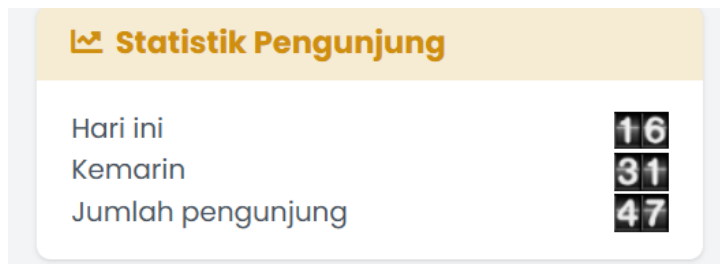 Statistik Pengunjung
Hari ini 16
Kemarin 31
Jumlah pengunjung 47